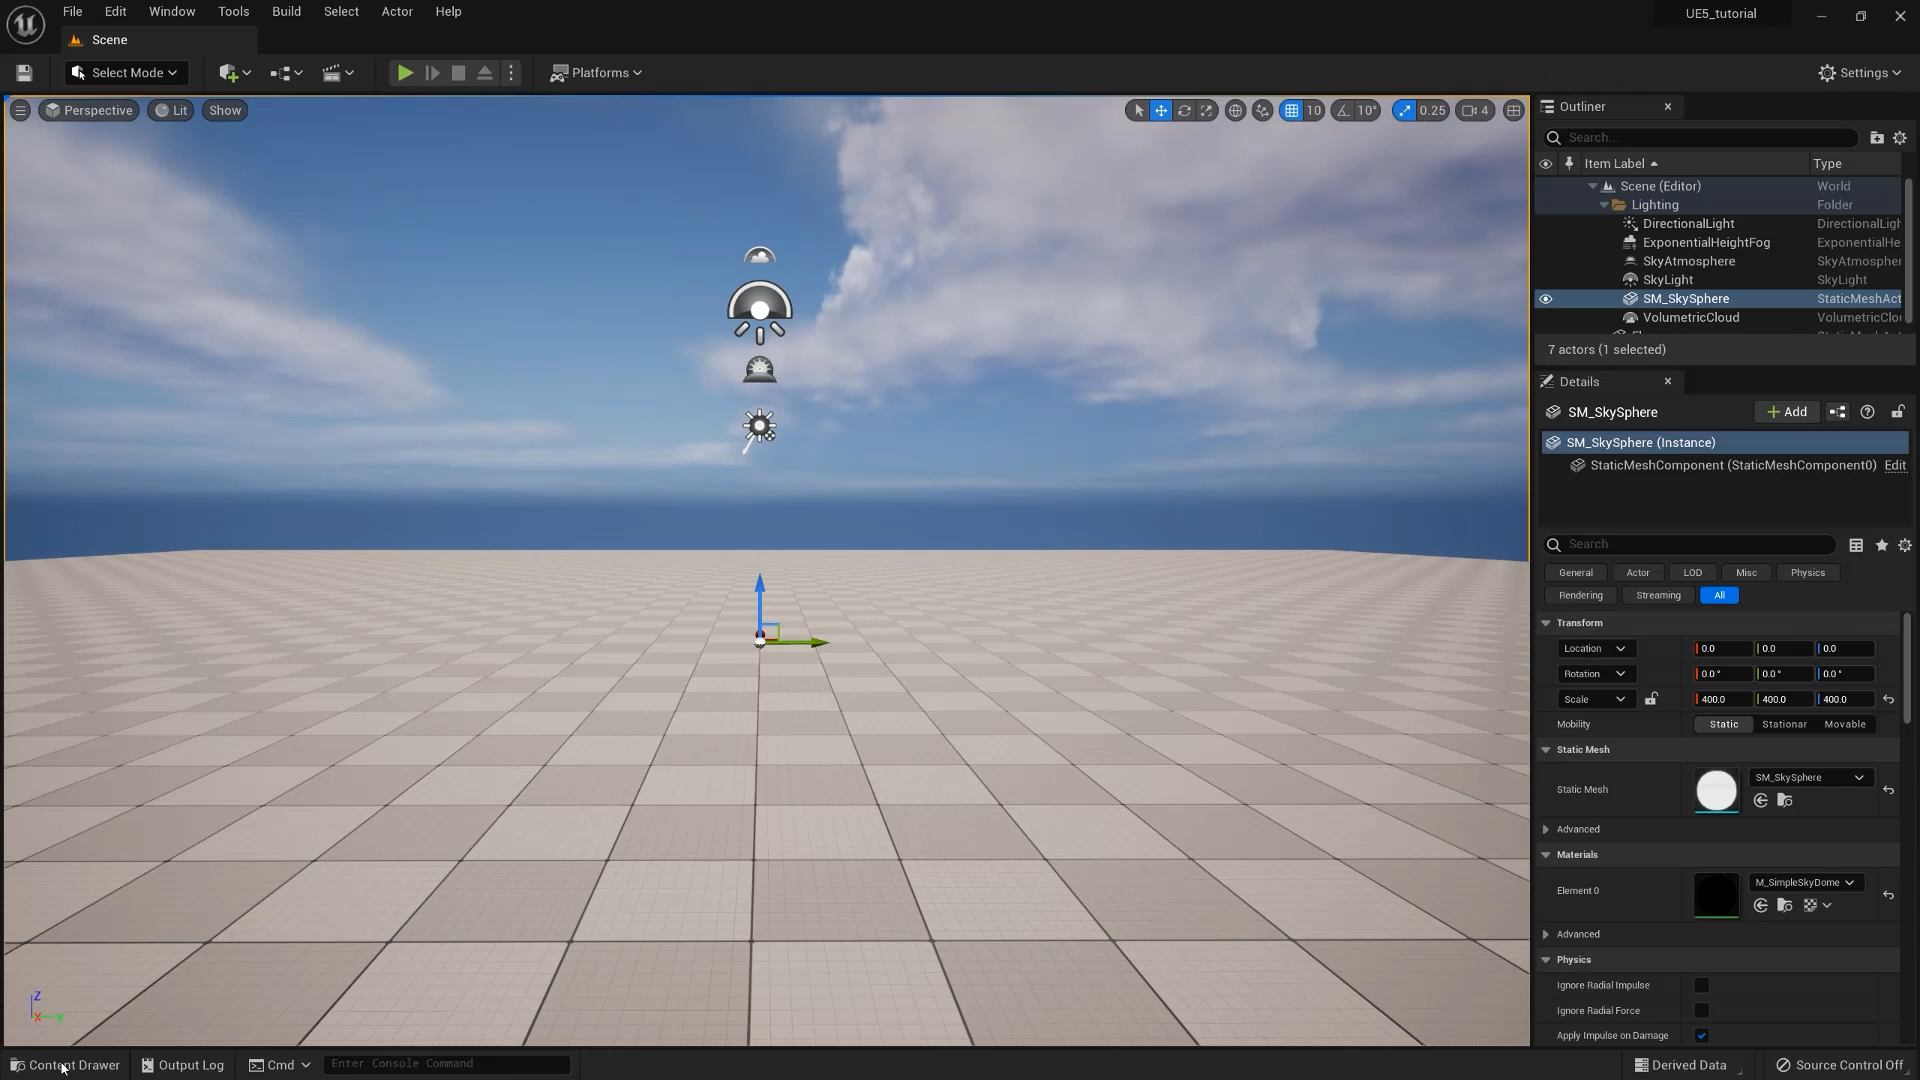 File Edit Window Tools Build Select Actor Help
UE5_tutorial
Scene
Select Mode
Platforms
Settings
Perspective Lit Show
10 10° 0.25 4
Outliner
Search...
Item Label Type
Scene (Editor) World
Lighting Folder
DirectionalLight DirectionalLigh
ExponentialHeightFog ExponentialHe
SkyAtmosphere SkyAtmospher
SkyLight SkyLight
SM_SkySphere StaticMeshAct
VolumetricCloud VolumetricClou
7 actors (1 selected)
Details
SM_SkySphere
Add
SM_SkySphere (Instance)
StaticMeshComponent (StaticMeshComponent0) Edit
Search
General Actor LOD Misc Physics
Rendering Streaming All
Transform
Location 0.0 0.0 0.0
Rotation 0.0° 0.0° 0.0°
Scale 400.0 400.0 400.0
Mobility Static Stationar Movable
Static Mesh
Static Mesh SM_SkySphere
Advanced
Materials
Element 0 M_SimpleSkyDome
Advanced
Physics
Ignore Radial Impulse
Ignore Radial Force
Apply Impulse on Damage
Z
X Y
Content Drawer Output Log Cmd Enter Console Command
Derived Data Source Control Off